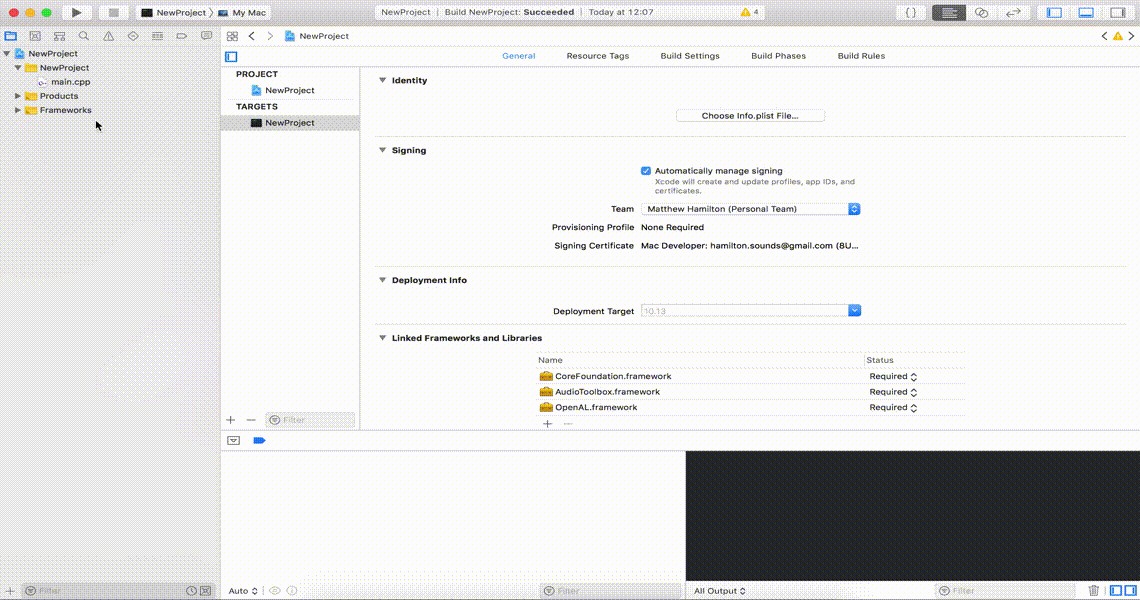 NewProject 〉 My Mac
NewProject | Build NewProject: Succeeded | Today at 12:07
4
{ }
NewProject
General
Resource Tags
Build Settings
Build Phases
Build Rules
NewProject
NewProject
main.cpp
Products
Frameworks
PROJECT
NewProject
TARGETS
NewProject
Filter
Identity
Choose Info.plist File...
Signing
Automatically manage signing
Xcode will create and update profiles, app IDs, and
certificates.
Team Matthew Hamilton (Personal Team)
Provisioning Profile None Required
Signing Certificate Mac Developer: hamilton.sounds@gmail.com (8U...
Deployment Info
Deployment Target 10.13
Linked Frameworks and Libraries
Name Status
CoreFoundation.framework Required
AudioToolbox.framework Required
OpenAL.framework Required
Filter
Auto
Filter
All Output
Filter